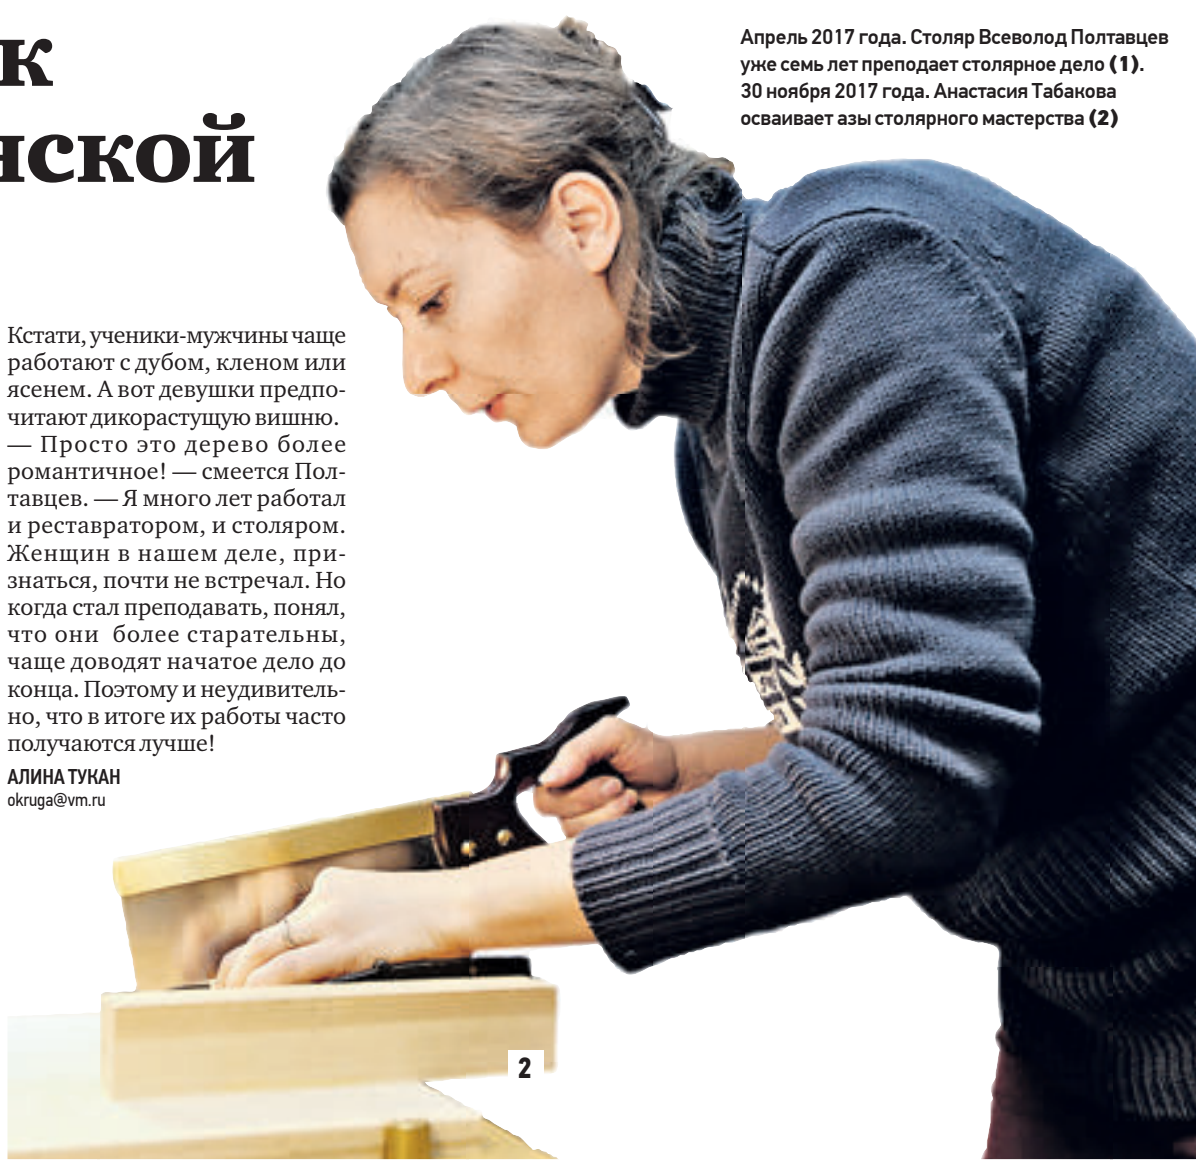 к
нской
Апрель 2017 года. Столяр Всеволод Полтавцев
уже семь лет преподает столярное дело (1).
30 ноября 2017 года. Анастасия Табакова
осваивает азы столярного мастерства (2)
Кстати, ученики-мужчины чаще
работают с дубом, кленом или
ясенем. А вот девушки предпо-
читают дикорастущую вишню.
— Просто это дерево более
романтичное! — смеется Пол-
тавцев. — Я много лет работал
и реставратором, и столяром.
Женщин в нашем деле, при-
знаться, почти не встречал. Но
когда стал преподавать, понял,
что они более старательны,
чаще доводят начатое дело до
конца. Поэтому и неудивитель-
но, что в итоге их работы часто
получаются лучше!
АЛИНА ТУКАН
okruga@vm.ru
2